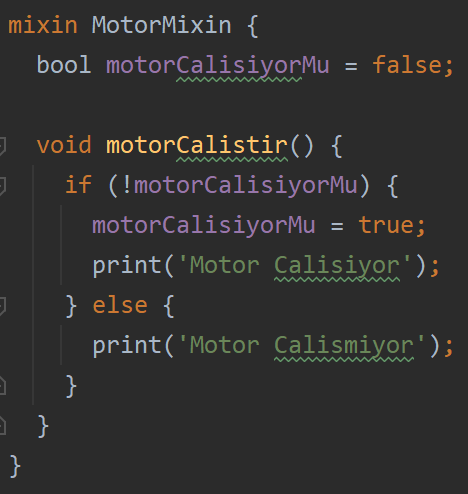 mixin MotorMixin {
bool motorCalisiyorMu = false;
void motorCalistir() {
if (!motorCalisiyorMu) {
motorCalisiyorMu = true;
print('Motor Calisiyor');
} else {
print('Motor Calismiyor');
}
}
}